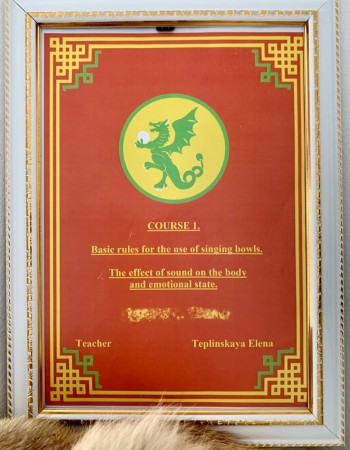 COURSE 1.
Basic rules for the use of singing bowls.
The effect of sound on the body
and emotional state.
Teacher Teplinskaya Elena